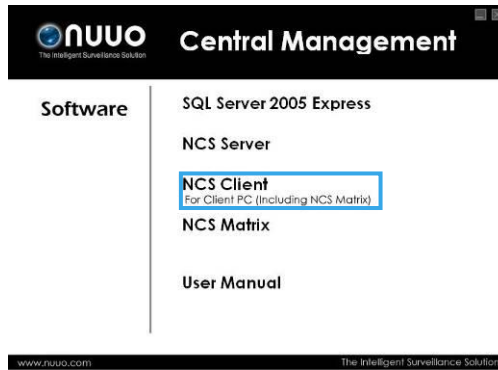 nuuo
The Intelligent Surveillance Solution
Central Management
Software
SQL Server 2005 Express
NCS Server
NCS Client
For Client PC (Including NCS Matrix)
NCS Matrix
User Manual
www.nuuo.com
The Intelligent Surveillance Solution